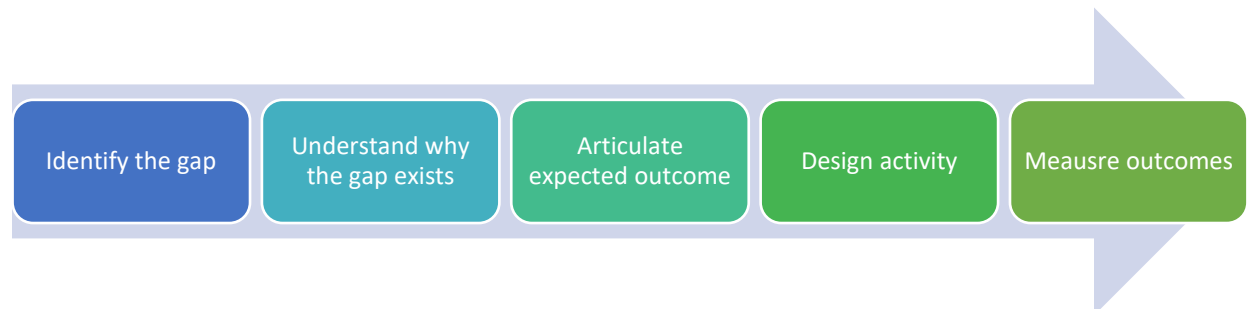 Identify the gap
Understand why
the gap exists
Articulate
expected outcome
Design activity
Meausre outcomes